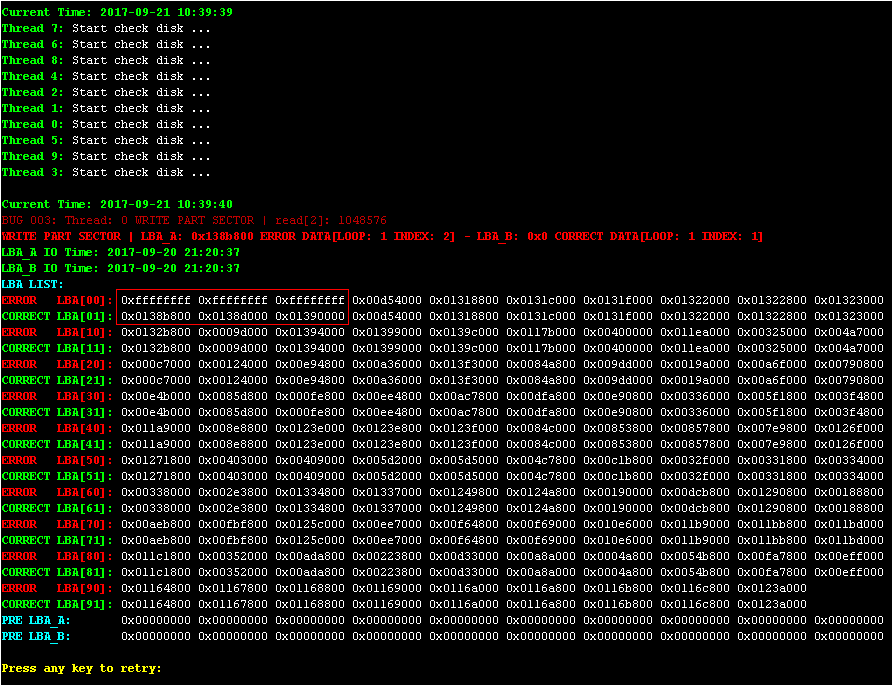 Current Time: 2017-09-21 10:39:39
Thread 7: Start check disk ...
Thread 6: Start check disk ...
Thread 8: Start check disk ...
Thread 4: Start check disk ...
Thread 2: Start check disk ...
Thread 1: Start check disk ...
Thread 0: Start check disk ...
Thread 5: Start check disk ...
Thread 9: Start check disk ...
Thread 3: Start check disk ...
Current Time: 2017-09-21 10:39:40
BUG 003: Thread: 0 WRITE PART SECTOR | read[2]: 1048576
WRITE PART SECTOR | LBA_A: 0x138b800 ERROR DATA[LOOP: 1 INDEX: 2] - LBA_B: 0x0 CORRECT DATA[LOOP: 1 INDEX: 1]
LBA_A IO Time: 2017-09-20 21:20:37
LBA_B IO Time: 2017-09-20 21:20:37
LBA LIST:
ERROR   LBA[00]: 0xffffffff 0xffffffff 0xffffffff 0x00d54000 0x01318800 0x0131c000 0x0131f000 0x01322000 0x01322800 0x01323000
CORRECT LBA[01]: 0x0138b800 0x0138d000 0x01390000 0x00d54000 0x01318800 0x0131c000 0x0131f000 0x01322000 0x01322800 0x01323000
ERROR   LBA[10]: 0x0132b800 0x0009d000 0x01394000 0x01399000 0x0139c000 0x0117b000 0x00400000 0x011ea000 0x00325000 0x004a7000
CORRECT LBA[11]: 0x0132b800 0x0009d000 0x01394000 0x01399000 0x0139c000 0x0117b000 0x00400000 0x011ea000 0x00325000 0x004a7000
ERROR   LBA[20]: 0x000c7000 0x00124000 0x00e94800 0x00a36000 0x013f3000 0x0084a800 0x009dd000 0x0019a000 0x00a6f000 0x00790800
CORRECT LBA[21]: 0x000c7000 0x00124000 0x00e94800 0x00a36000 0x013f3000 0x0084a800 0x009dd000 0x0019a000 0x00a6f000 0x00790800
ERROR   LBA[30]: 0x00e4b000 0x0085d800 0x000fe800 0x00ee4800 0x00ac7800 0x00dfa800 0x00e90800 0x00336000 0x005f1800 0x003f4800
CORRECT LBA[31]: 0x00e4b000 0x0085d800 0x000fe800 0x00ee4800 0x00ac7800 0x00dfa800 0x00e90800 0x00336000 0x005f1800 0x003f4800
ERROR   LBA[40]: 0x011a9000 0x008e8800 0x0123e000 0x0123e800 0x0123f000 0x0084c000 0x00853800 0x00857800 0x007e9800 0x0126f000
CORRECT LBA[41]: 0x011a9000 0x008e8800 0x0123e000 0x0123e800 0x0123f000 0x0084c000 0x00853800 0x00857800 0x007e9800 0x0126f000
ERROR   LBA[50]: 0x01271800 0x00403000 0x00409000 0x005d2000 0x005d5000 0x004c7800 0x00c1b800 0x0032f000 0x00331800 0x00334000
CORRECT LBA[51]: 0x01271800 0x00403000 0x00409000 0x005d2000 0x005d5000 0x004c7800 0x00c1b800 0x0032f000 0x00331800 0x00334000
ERROR   LBA[60]: 0x00338000 0x002e3800 0x01334800 0x01337000 0x01249800 0x0124a800 0x00190000 0x00dcb800 0x01290800 0x00188800
CORRECT LBA[61]: 0x00338000 0x002e3800 0x01334800 0x01337000 0x01249800 0x0124a800 0x00190000 0x00dcb800 0x01290800 0x00188800
ERROR   LBA[70]: 0x00aeb800 0x00fbf800 0x0125c000 0x00ee7000 0x00f64800 0x00f69000 0x010e6000 0x011b9000 0x011bb800 0x011bd000
CORRECT LBA[71]: 0x00aeb800 0x00fbf800 0x0125c000 0x00ee7000 0x00f64800 0x00f69000 0x010e6000 0x011b9000 0x011bb800 0x011bd000
ERROR   LBA[80]: 0x011c1800 0x00352000 0x00ada800 0x00223800 0x00d33000 0x00a8a000 0x0004a800 0x0054b800 0x00fa7800 0x00eff000
CORRECT LBA[81]: 0x011c1800 0x00352000 0x00ada800 0x00223800 0x00d33000 0x00a8a000 0x0004a800 0x0054b800 0x00fa7800 0x00eff000
ERROR   LBA[90]: 0x01164800 0x01167800 0x01168800 0x01169000 0x0116a000 0x0116a800 0x0116b800 0x0116c800 0x0123a000
CORRECT LBA[91]: 0x01164800 0x01167800 0x01168800 0x01169000 0x0116a000 0x0116a800 0x0116b800 0x0116c800 0x0123a000
PRE LBA_A: 0x00000000 0x00000000 0x00000000 0x00000000 0x00000000 0x00000000 0x00000000 0x00000000 0x00000000 0x00000000
PRE LBA_B: 0x00000000 0x00000000 0x00000000 0x00000000 0x00000000 0x00000000 0x00000000 0x00000000 0x00000000 0x00000000
Press any key to retry: